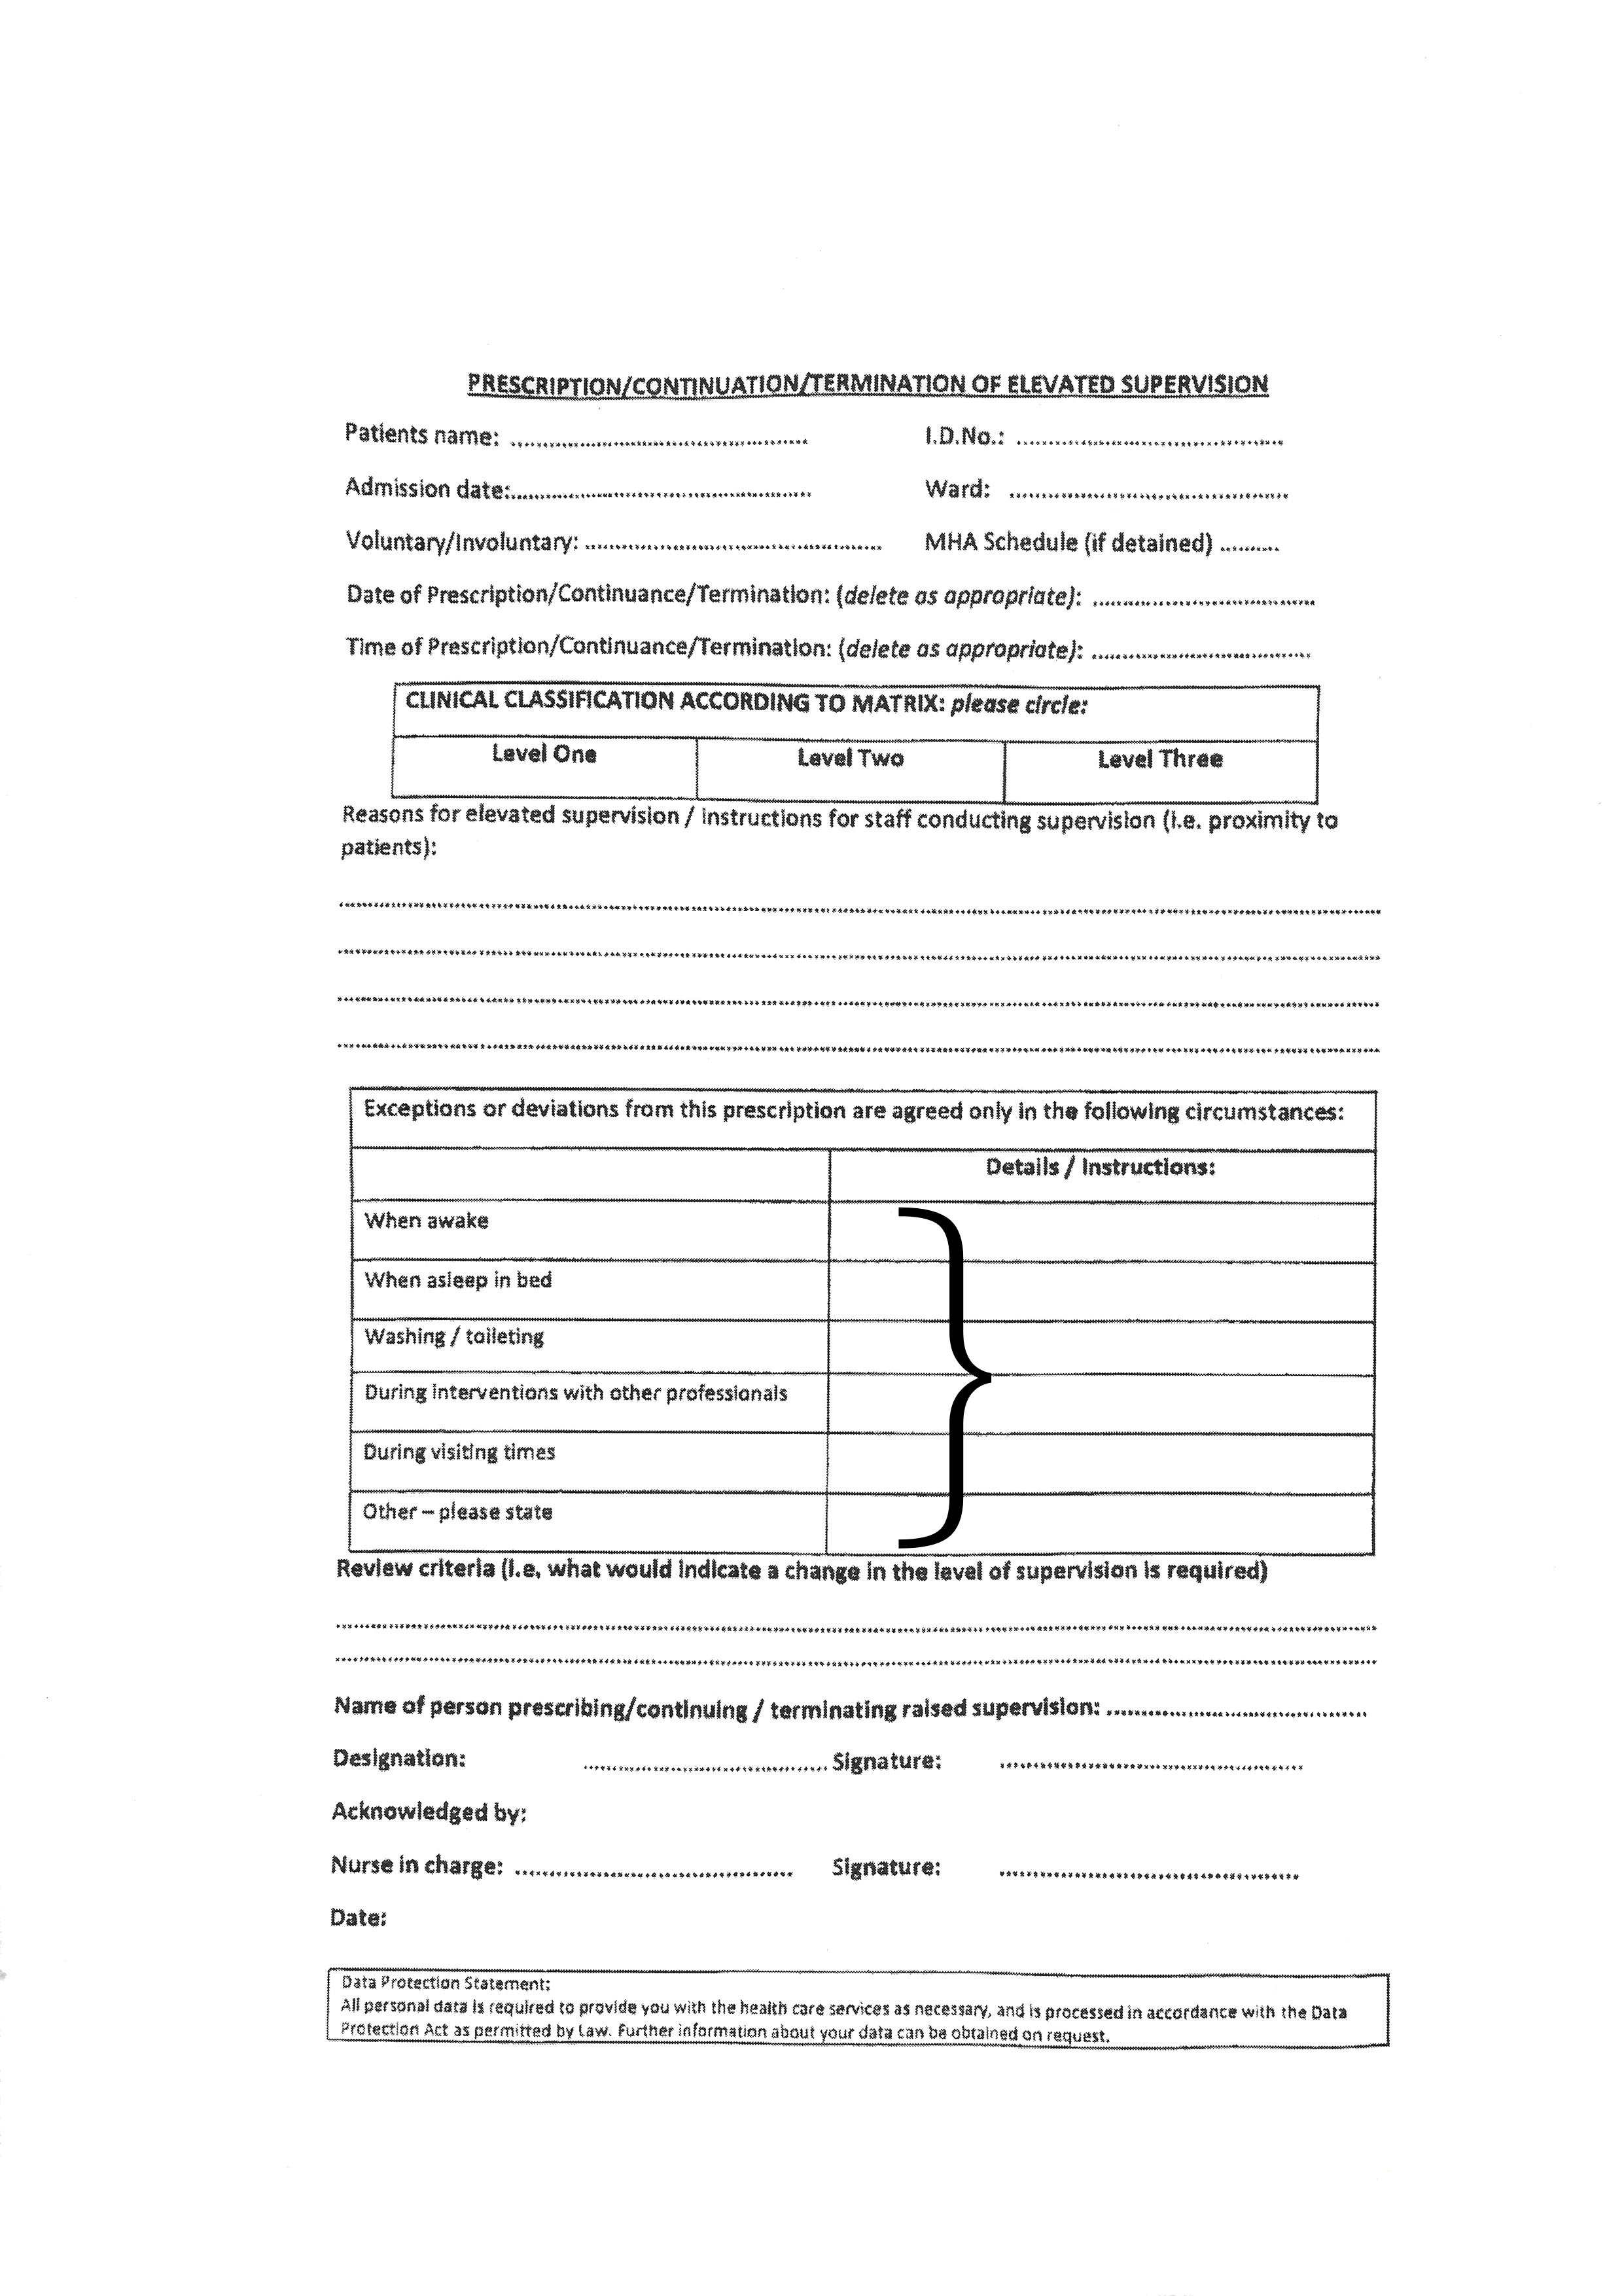 PRESCRIPTION/CONTINUATION/TERMINATION OF ELEVATED SUPERVISION
Patients name: .................................................. I.D.No.: .............................................
Admission date:.................................................. Ward: ...............................................
Voluntary/Involuntary: .................................................. MHA Schedule (if detained) ..........
Date of Prescription/Continuance/Termination: (delete as appropriate): .....................................
Time of Prescription/Continuance/Termination: (delete as appropriate): .....................................
CLINICAL CLASSIFICATION ACCORDING TO MATRIX: please circle:
Level One Level Two Level Three
Reasons for elevated supervision / instructions for staff conducting supervision (i.e. proximity to
patients):
Exceptions or deviations from this prescription are agreed only in the following circumstances:
Details / Instructions:
When awake
When asleep in bed
Washing / toileting
During interventions with other professionals
During visiting times
Other – please state
Review criteria (i.e. what would indicate a change in the level of supervision is required)
Name of person prescribing/continuing / terminating raised supervision: ...........................................
Designation: ......................................... Signature: ..................................................
Acknowledged by:
Nurse in charge: .............................................. Signature: ..................................................
Date:
Data Protection Statement:
All personal data is required to provide you with the health care services as necessary, and is processed in accordance with the Data
Protection Act as permitted by Law. Further information about your data can be obtained on request.